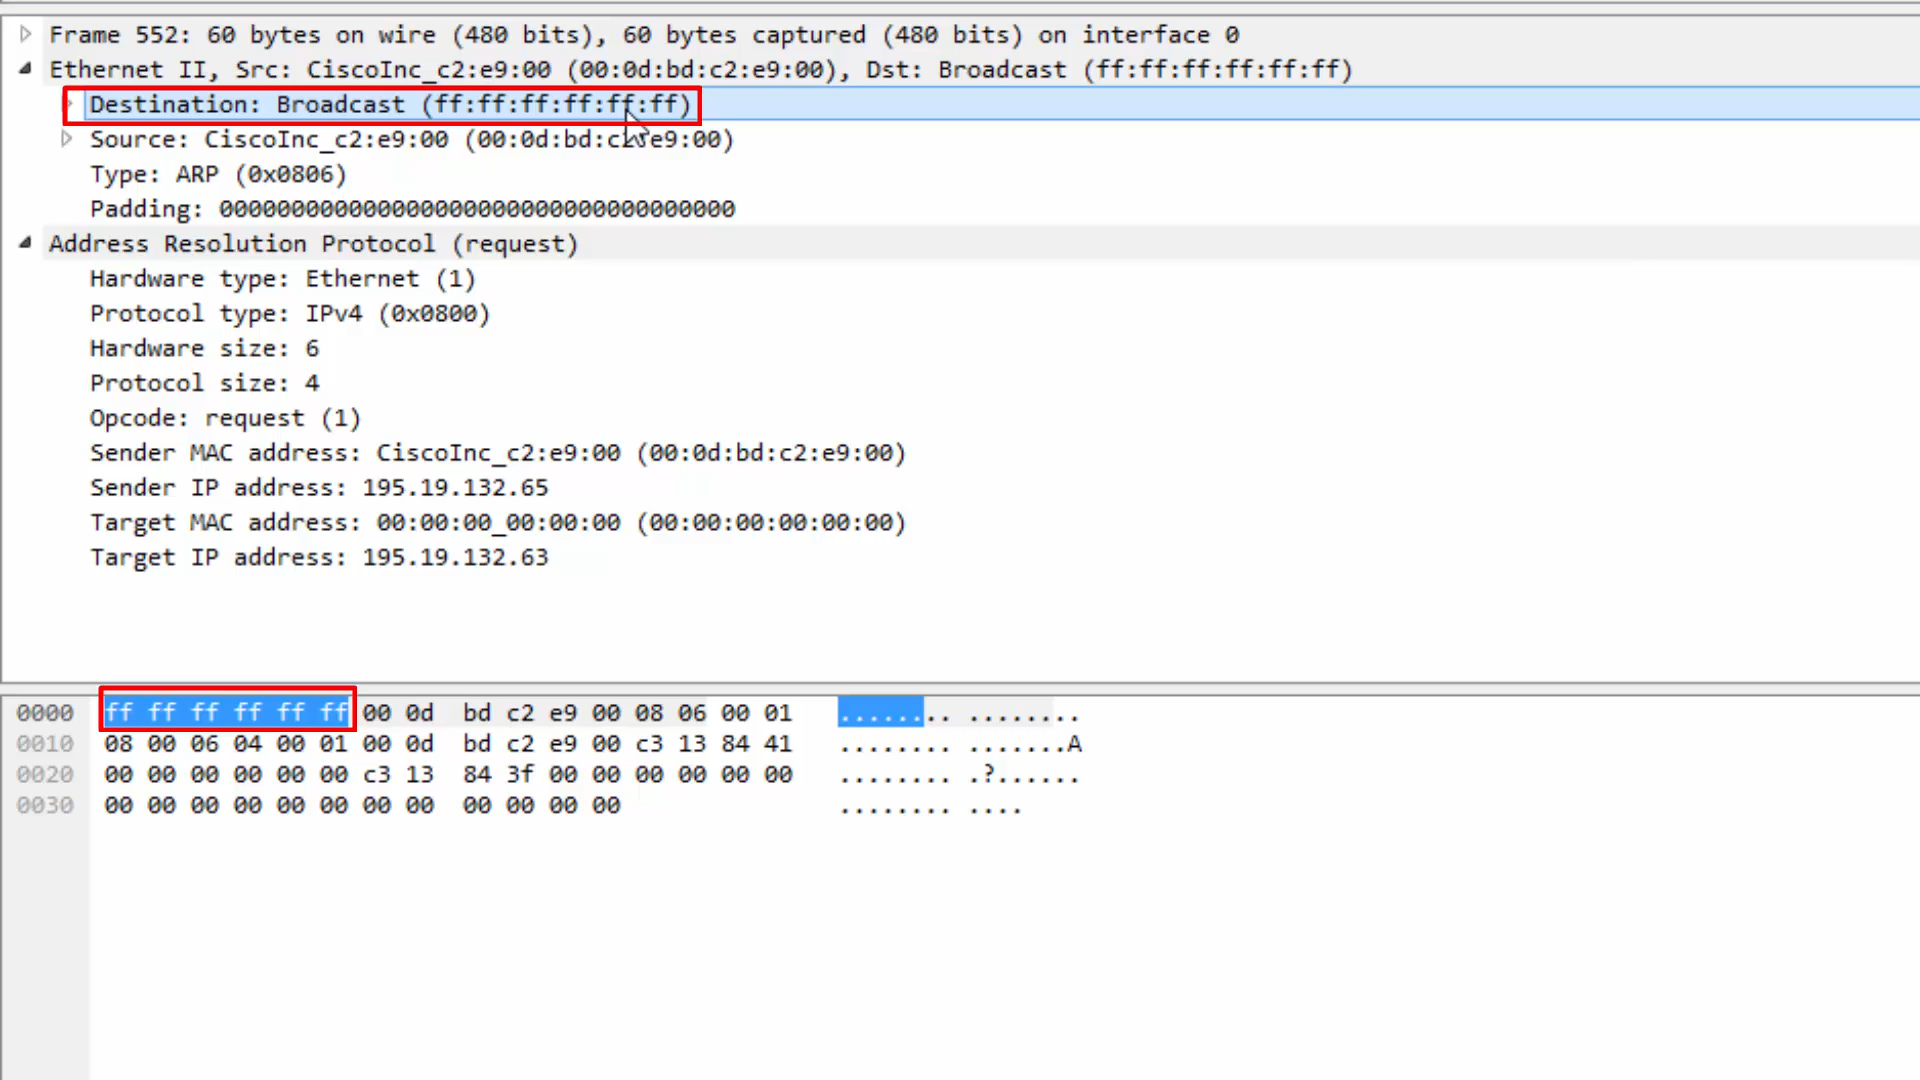 Frame 552: 60 bytes on wire (480 bits), 60 bytes captured (480 bits) on interface 0
Ethernet II, Src: CiscoInc_c2:e9:00 (00:0d:bd:c2:e9:00), Dst: Broadcast (ff:ff:ff:ff:ff:ff)
Destination: Broadcast (ff:ff:ff:ff:ff:ff)
Source: CiscoInc_c2:e9:00 (00:0d:bd:c2:e9:00)
Type: ARP (0x0806)
Padding: 000000000000000000000000000000000000
Address Resolution Protocol (request)
Hardware type: Ethernet (1)
Protocol type: IPv4 (0x0800)
Hardware size: 6
Protocol size: 4
Opcode: request (1)
Sender MAC address: CiscoInc_c2:e9:00 (00:0d:bd:c2:e9:00)
Sender IP address: 195.19.132.65
Target MAC address: 00:00:00_00:00:00 (00:00:00:00:00:00)
Target IP address: 195.19.132.63
0000 ff ff ff ff ff ff 00 0d bd c2 e9 00 08 06 00 01 ........ ........
0010 08 00 06 04 00 01 00 0d bd c2 e9 00 c3 13 84 41 ........ .......A
0020 00 00 00 00 00 00 c3 13 84 3f 00 00 00 00 00 00 ........ .?......
0030 00 00 00 00 00 00 00 00 00 00 00 00 ........ ....